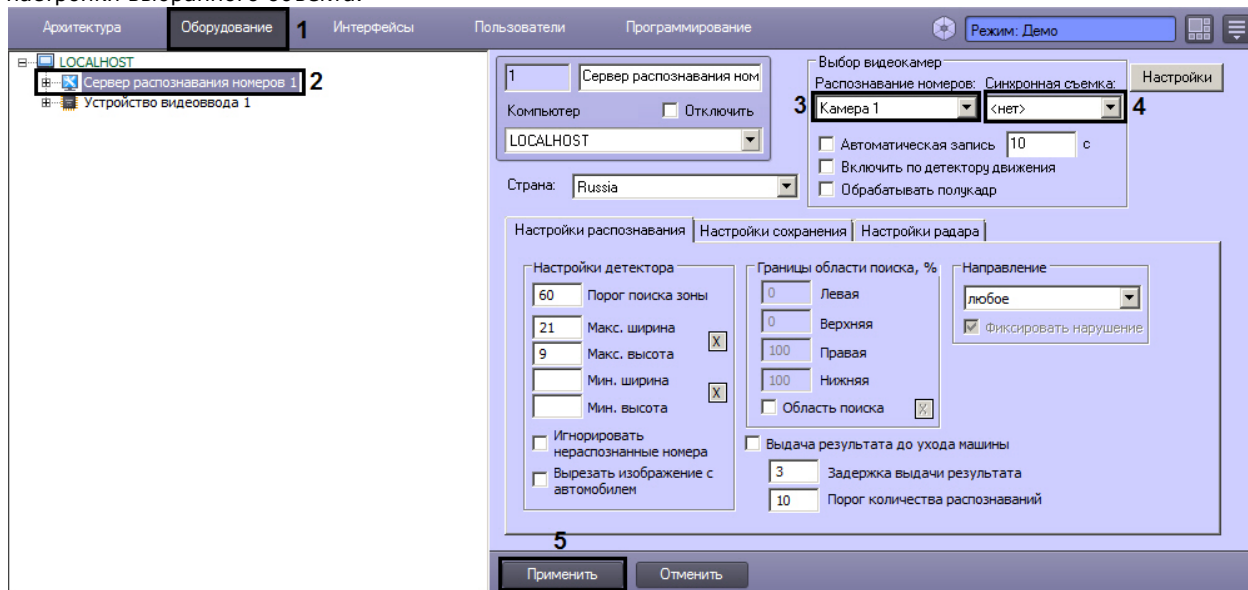 настройки выбранного объекта.
Архитектура Оборудование 1 Интерфейсы Пользователи Программирование Режим: Демо
LOCALHOST
Сервер распознавания номеров 1 2
Устройство видеоввода 1
1 Сервер распознавания ном
Компьютер Отключить
LOCALHOST
Страна: Russia
Выбор видеокамер
Распознавание номеров: Синхронная съемка: Настройки
3 Камера 1 <нет> 4
Автоматическая запись 10 с
Включить по детектору движения
Обрабатывать полукадр
Настройки распознавания Настройки сохранения Настройки радара
Настройки детектора
60 Порог поиска зоны
21 Макс. ширина
X
9 Макс. высота
Мин. ширина
X
Мин. высота
Игнорировать
нераспознанные номера
Вырезать изображение с
автомобилем
Границы области поиска, %
0 Левая
0 Верхняя
100 Правая
100 Нижняя
Область поиска X
Направление
любое
Фиксировать нарушение
Выдача результата до ухода машины
3 Задержка выдачи результата
10 Порог количества распознаваний
5
Применить Отменить